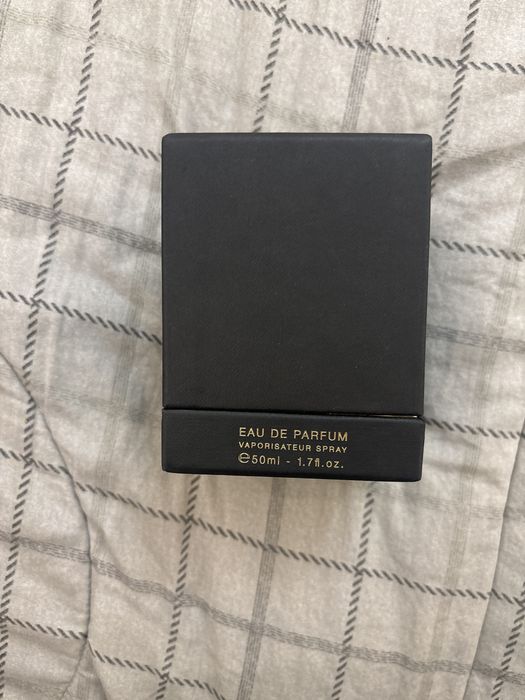 EAU DE PARFUM
VAPORISATEUR SPRAY
℮50ml - 1.7fl.oz.